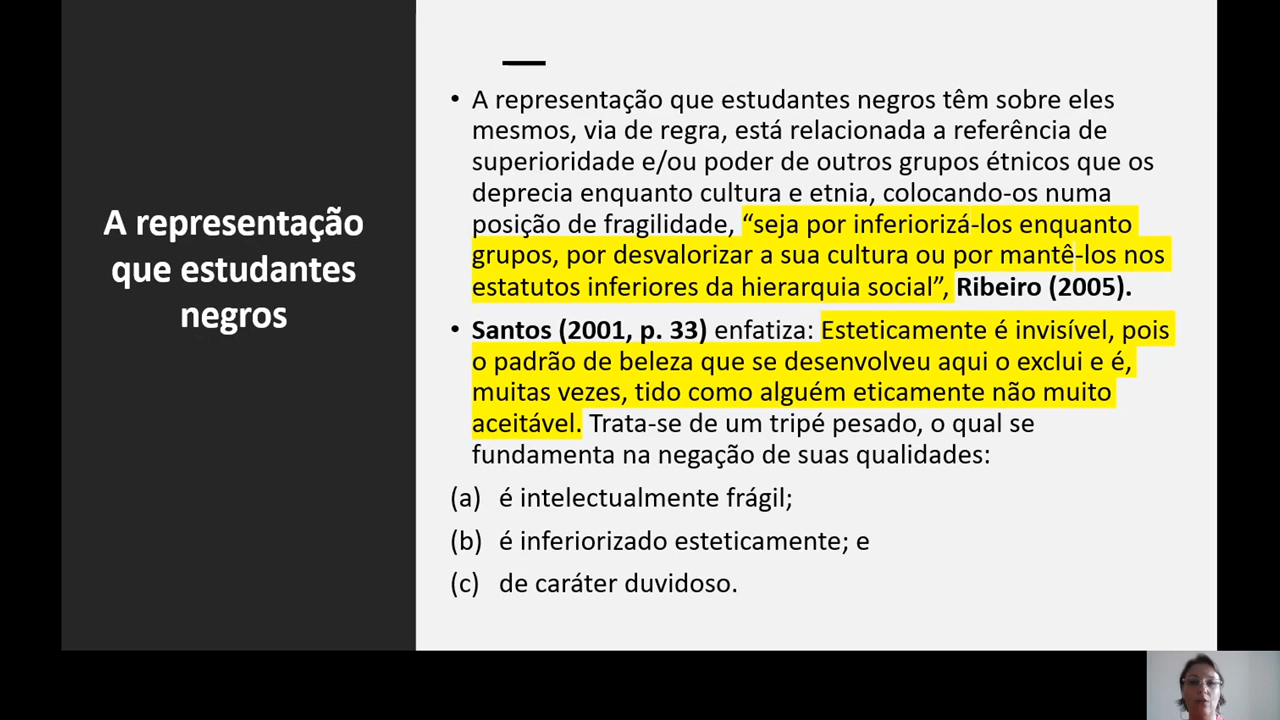 A representação
que estudantes
negros
• A representação que estudantes negros têm sobre eles
mesmos, via de regra, está relacionada a referência de
superioridade e/ou poder de outros grupos étnicos que os
deprecia enquanto cultura e etnia, colocando-os numa
posição de fragilidade, “seja por inferiorizá-los enquanto
grupos, por desvalorizar a sua cultura ou por mantê-los nos
estatutos inferiores da hierarquia social”, Ribeiro (2005).
• Santos (2001, p. 33) enfatiza: Esteticamente é invisível, pois
o padrão de beleza que se desenvolveu aqui o exclui e é,
muitas vezes, tido como alguém eticamente não muito
aceitável. Trata-se de um tripé pesado, o qual se
fundamenta na negação de suas qualidades:
(a) é intelectualmente frágil;
(b) é inferiorizado esteticamente; e
(c) de caráter duvidoso.